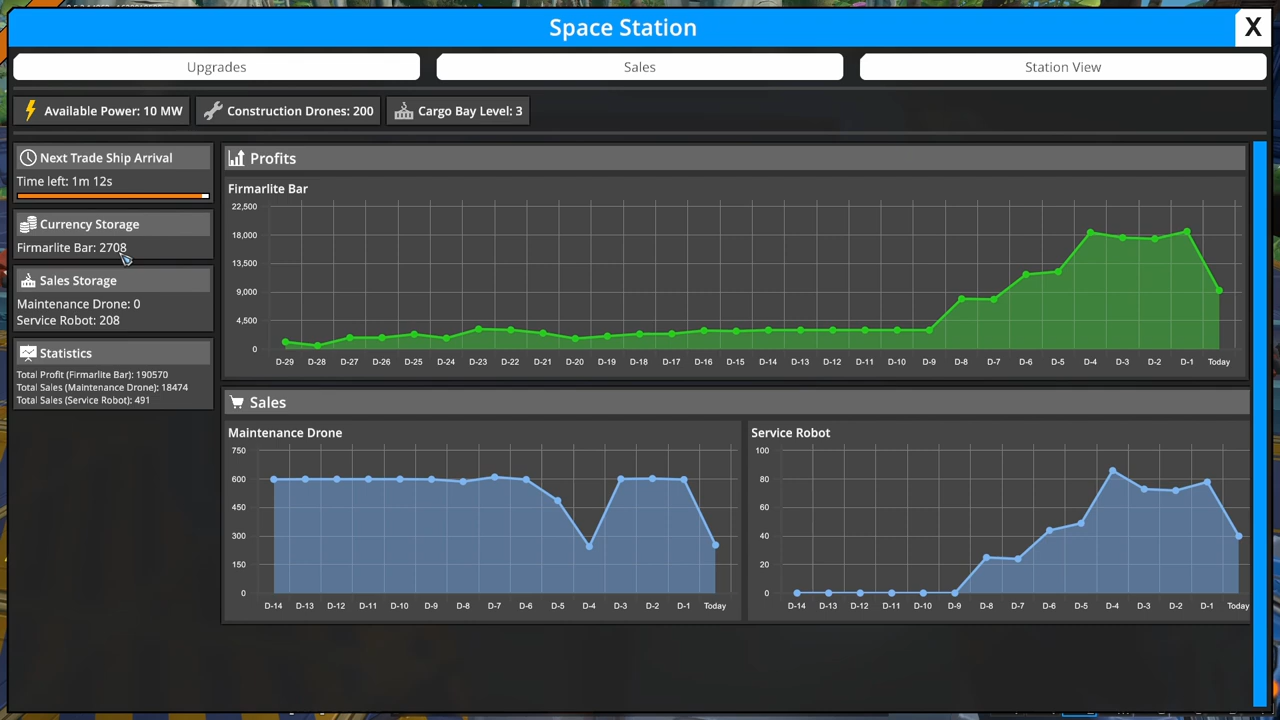 Space Station
X
Upgrades
Sales
Station View
Available Power: 10 MW
Construction Drones: 200
Cargo Bay Level: 3
Next Trade Ship Arrival
Time left: 1m 12s
Currency Storage
Firmarlite Bar: 2708
Sales Storage
Maintenance Drone: 0
Service Robot: 208
Statistics
Total Profit (Firmarlite Bar): 190570
Total Sales (Maintenance Drone): 18474
Total Sales (Service Robot): 491
Profits
Firmarlite Bar
22,500
18,000
13,500
9,000
4,500
0
D-29 D-28 D-27 D-26 D-25 D-24 D-23 D-22 D-21 D-20 D-19 D-18 D-17 D-16 D-15 D-14 D-13 D-12 D-11 D-10 D-9 D-8 D-7 D-6 D-5 D-4 D-3 D-2 D-1 Today
Sales
Maintenance Drone
750
600
450
300
150
0
D-14 D-13 D-12 D-11 D-10 D-9 D-8 D-7 D-6 D-5 D-4 D-3 D-2 D-1 Today
Service Robot
100
80
60
40
20
0
D-14 D-13 D-12 D-11 D-10 D-9 D-8 D-7 D-6 D-5 D-4 D-3 D-2 D-1 Today